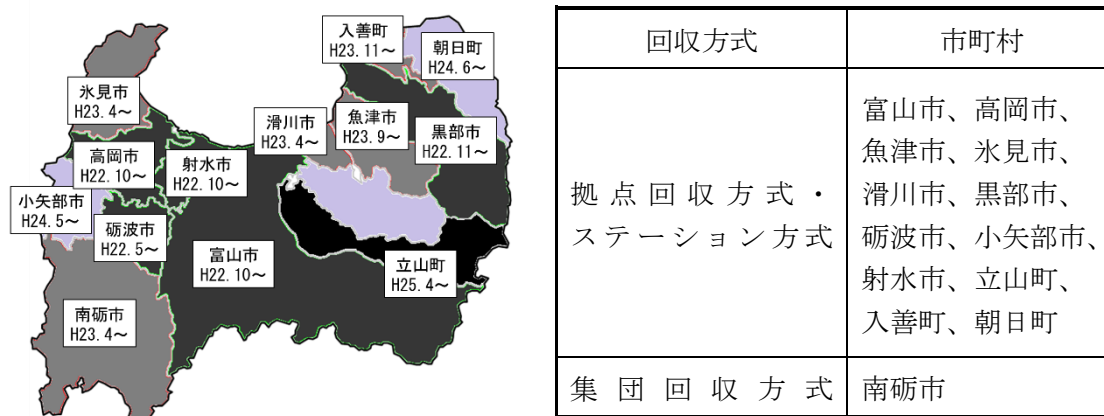 入善町
H23.11～
朝日町
H24.6～
氷見市
H23.4～
滑川市
H23.4～
魚津市
H23.9～
黒部市
H22.11～
高岡市
H22.10～
射水市
H22.10～
小矢部市
H24.5～
砺波市
H22.5～
富山市
H22.10～
立山町
H25.4～
南砺市
H23.4～
回収方式
市町村
拠点回収方式・
ステーション方式
富山市、高岡市、
魚津市、氷見市、
滑川市、黒部市、
砺波市、小矢部市、
射水市、立山町、
入善町、朝日町
集団回収方式
南砺市